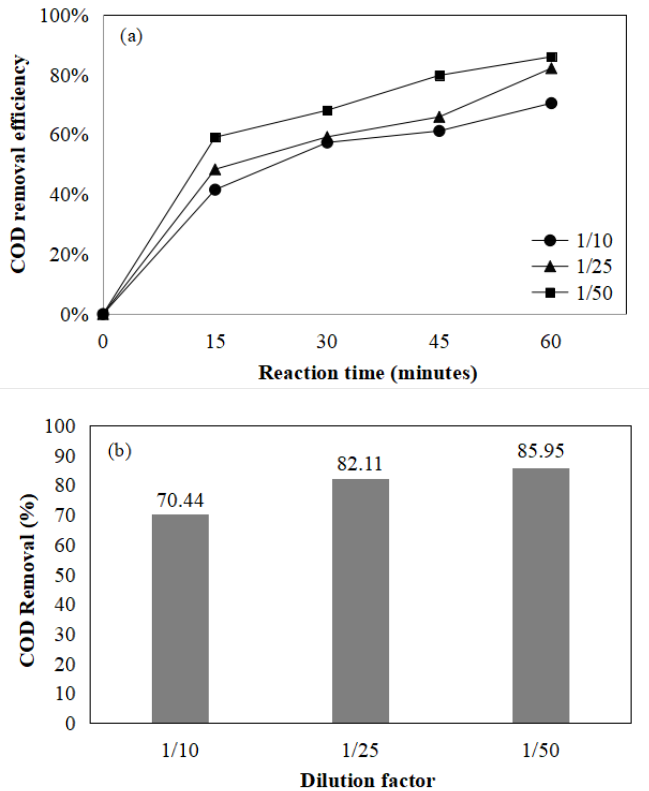 (a)
COD removal efficiency
100%
80%
60%
40%
20%
0%
1/10
1/25
1/50
0 15 30 45 60
Reaction time (minutes)
(b)
COD Removal (%)
100
90
80
70
60
50
40
30
20
10
0
70.44
82.11
85.95
1/10 1/25 1/50
Dilution factor